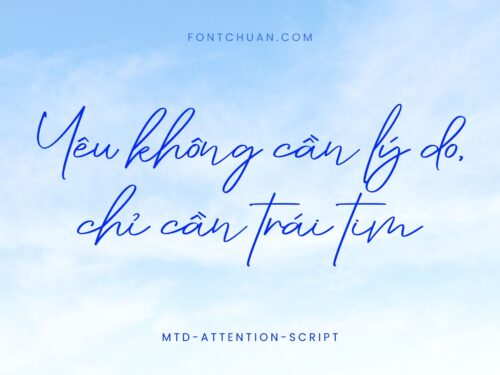 FONTCHUAN.COM
Yêu không cần lý do,
chỉ cần trái tim
MTD-ATTENTION-SCRIPT